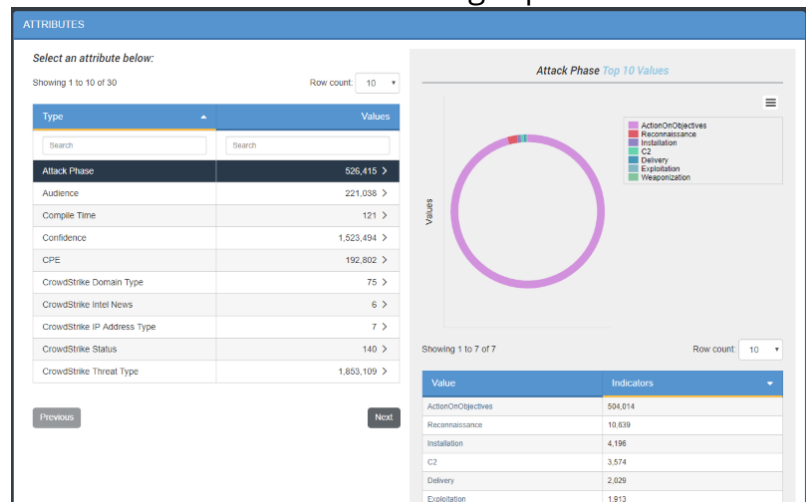 ATTRIBUTES
Select an attribute below:
Showing 1 to 10 of 30
Row count: 10
Type Values
Search Search
Attack Phase 526,415 >
Audience 221,038 >
Compile Time 121 >
Confidence 1,523,494 >
CPE 192,802 >
CrowdStrike Domain Type 75 >
CrowdStrike Intel News 6 >
CrowdStrike IP Address Type 7 >
CrowdStrike Status 140 >
CrowdStrike Threat Type 1,853,109 >
Previous Next
Attack Phase Top 10 Values
Values
ActionOnObjectives
Reconnaissance
Installation
C2
Delivery
Exploitation
Weaponization
Showing 1 to 7 of 7
Row count: 10
Value Indicators
ActionOnObjectives 504,014
Reconnaissance 10,639
Installation 4,196
C2 3,574
Delivery 2,029
Exploitation 1,913